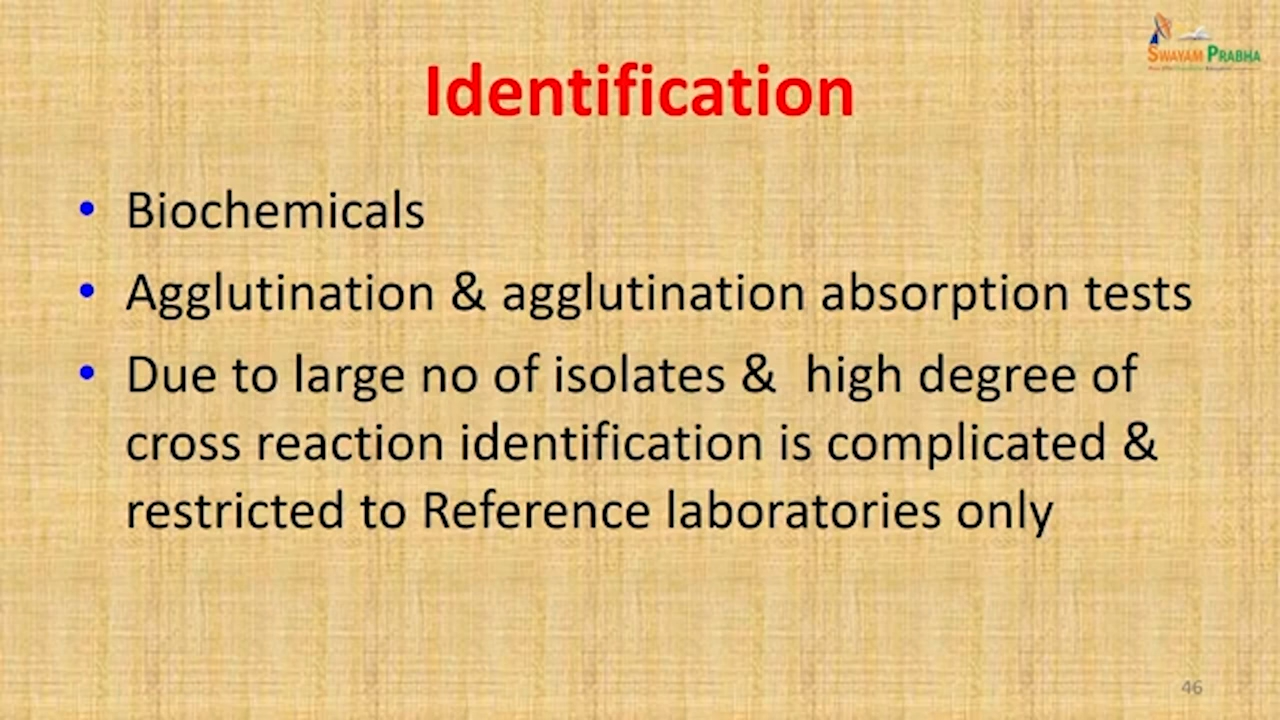 SWAYAM PRABHA
Identification
• Biochemicals
• Agglutination & agglutination absorption tests
• Due to large no of isolates & high degree of
cross reaction identification is complicated &
restricted to Reference laboratories only
46